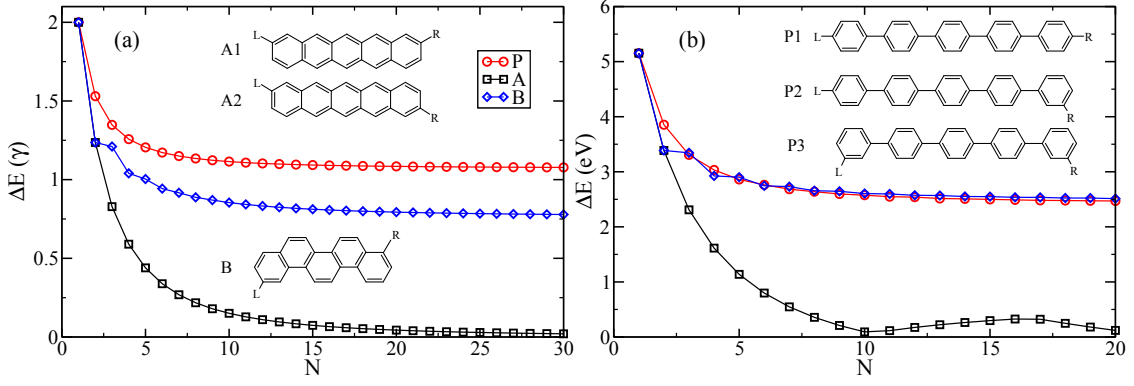 (a)
A1 L R
A2 L R
P
A
B
B L R
2
1.5
1
0.5
0
0 5 10 15 20 25 30
N
ΔE (γ)
(b)
P1 L R
P2 L R
P3 L R
6
5
4
3
2
1
0
0 5 10 15 20
N
ΔE (eV)